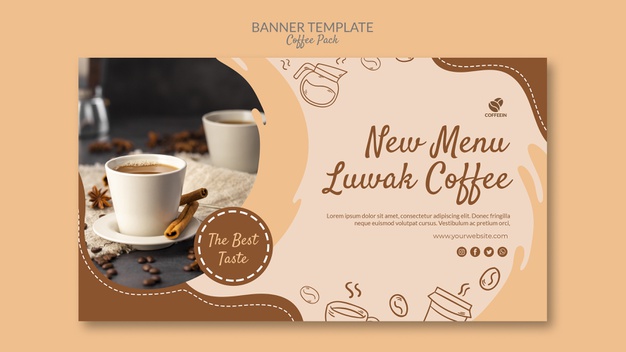 BANNER TEMPLATE
Coffee Pack
COFFEEIN
New Menu
Luwak Coffee
Lorem ipsum dolor sit amet, consectetur adipiscing elit. Donec fringilla
neque euismod volutpat cursus. Vestibulum ac pretium orci.
www.yourwebsite.com
The Best
Taste